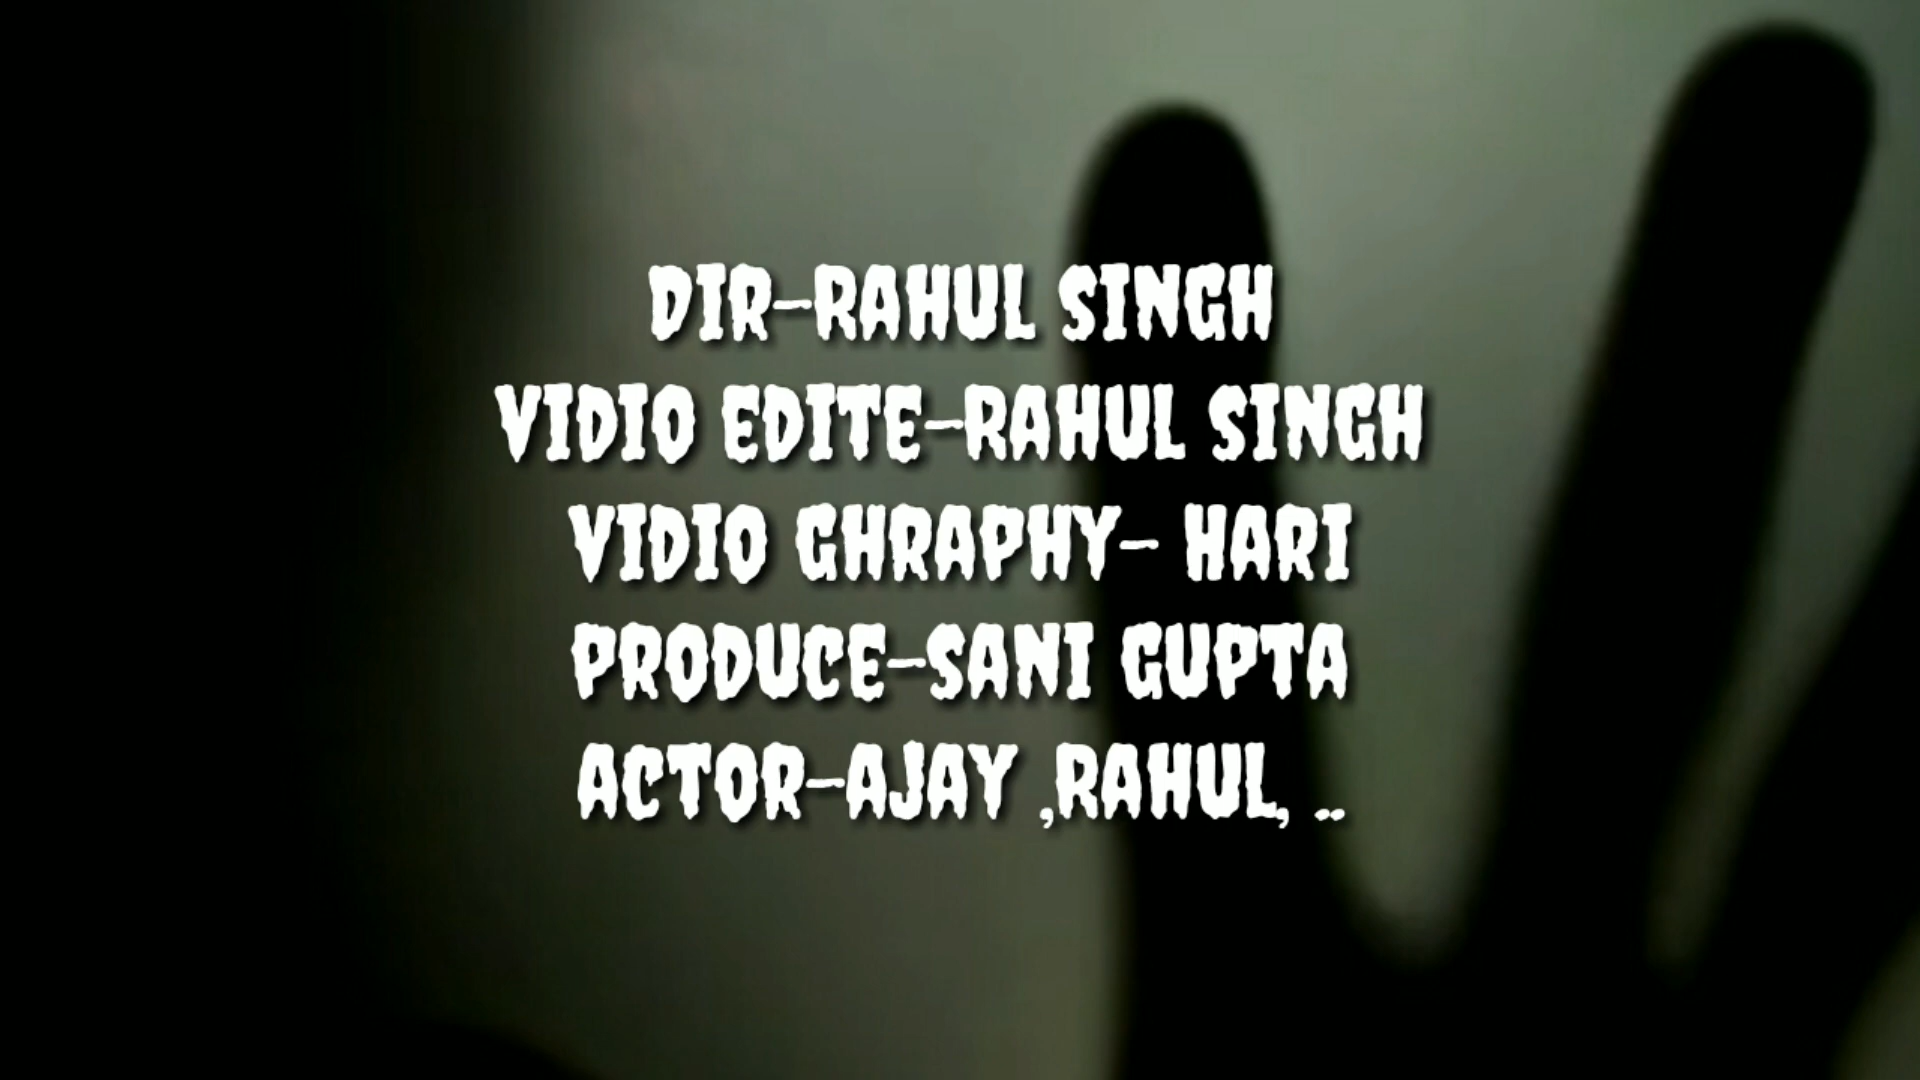 DIR-RAHUL SINGH
VIDIO EDITE-RAHUL SINGH
VIDIO GHRAPHY- HARI
PRODUCE-SANI GUPTA
ACTOR-AJAY ,RAHUL, ..